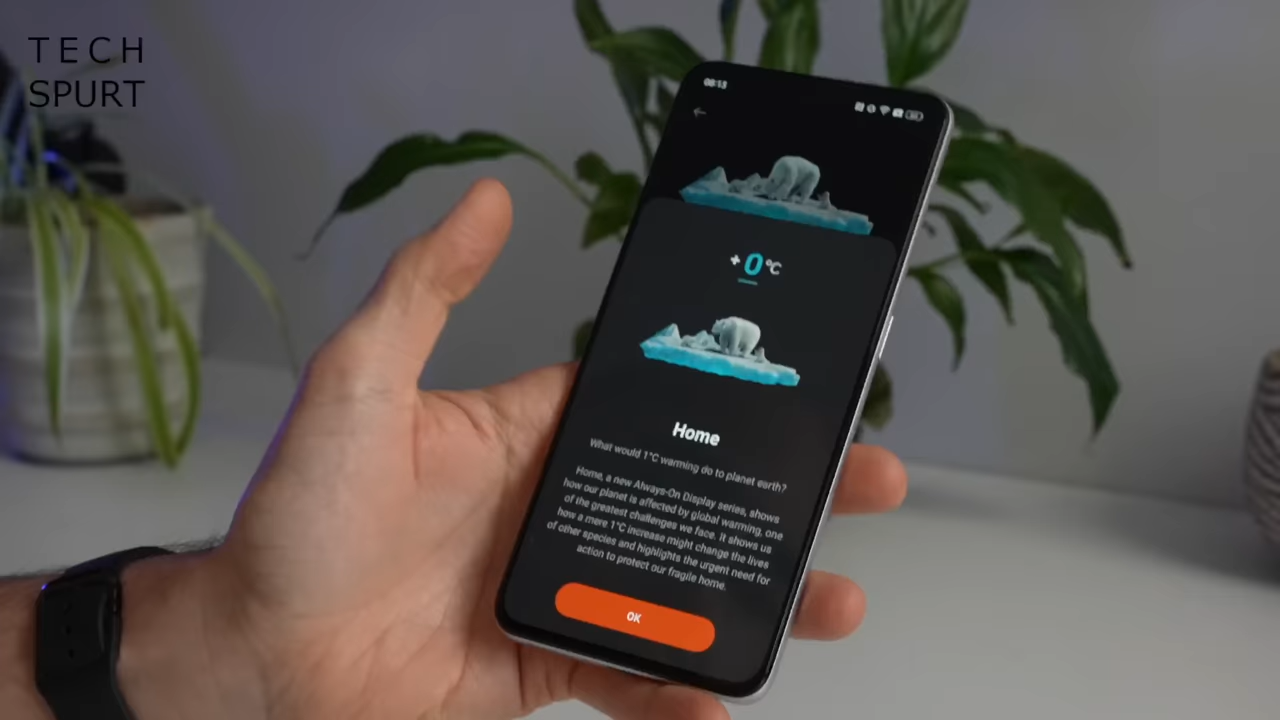 TECH
SPURT
08:13
+0°C
Home
What would 1°C warming do to planet earth?
Home, a new Always-On Display series, shows
how our planet is affected by global warming, one
of the greatest challenges we face. It shows us
how a mere 1°C increase might change the lives
of other species and highlights the urgent need for
action to protect our fragile home.
OK